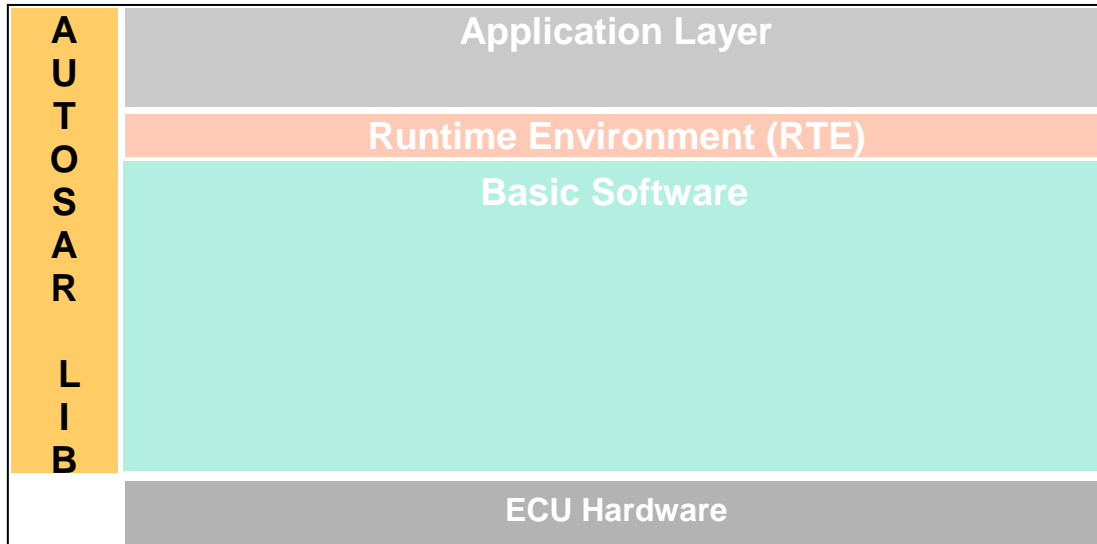 A
U
T
O
S
A
R
L
I
B
Application Layer
Runtime Environment (RTE)
Basic Software
ECU Hardware